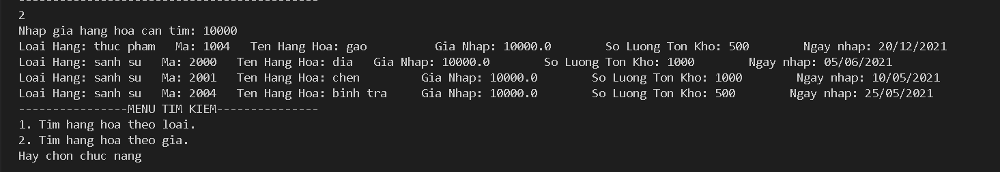 2
Nhap gia hang hoa can tim: 10000
Loai Hang: thuc pham   Ma: 1004   Ten Hang Hoa: gao          Gia Nhap: 10000.0        So Luong Ton Kho: 500        Ngay nhap: 20/12/2021
Loai Hang: sanh su   Ma: 2000   Ten Hang Hoa: dia   Gia Nhap: 10000.0        So Luong Ton Kho: 1000        Ngay nhap: 05/06/2021
Loai Hang: sanh su   Ma: 2001   Ten Hang Hoa: chen         Gia Nhap: 10000.0        So Luong Ton Kho: 1000        Ngay nhap: 10/05/2021
Loai Hang: sanh su   Ma: 2004   Ten Hang Hoa: binh tra     Gia Nhap: 10000.0        So Luong Ton Kho: 500        Ngay nhap: 25/05/2021
----------------MENU TIM KIEM---------------
1. Tim hang hoa theo loai.
2. Tim hang hoa theo gia.
Hay chon chuc nang